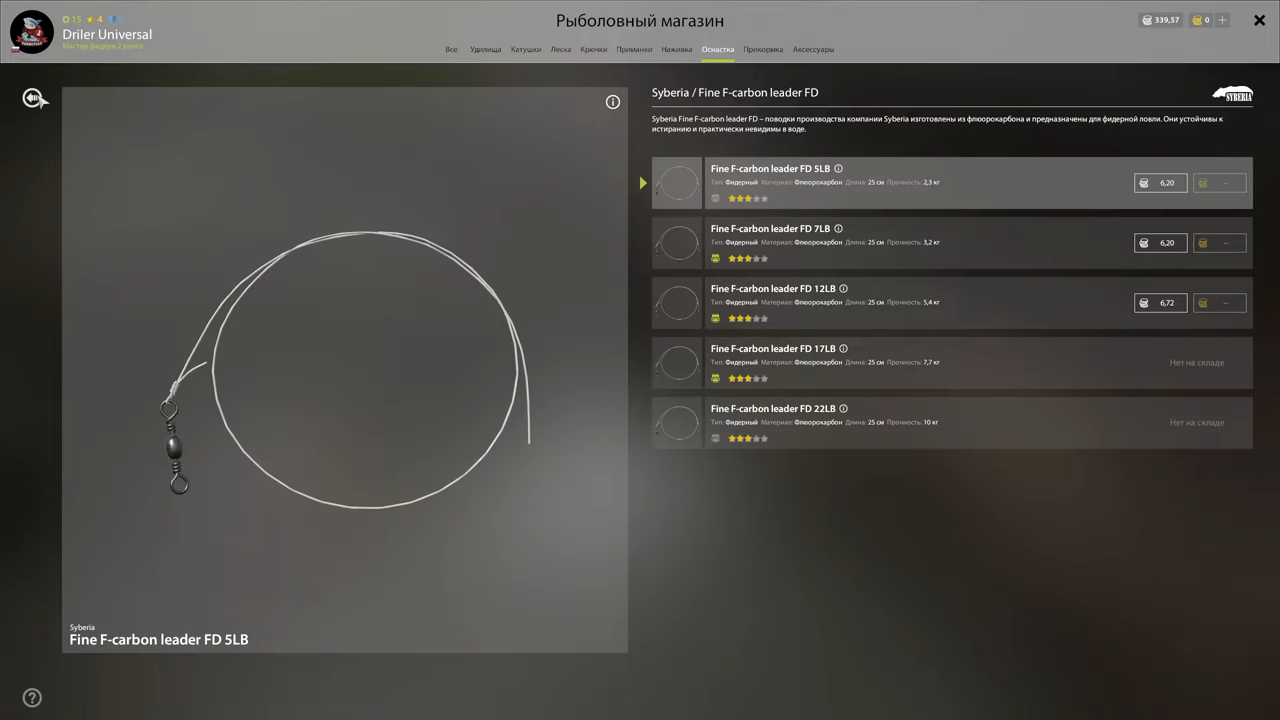 15 4
Driler Universal
Мастер фидера 2 ранга
Рыболовный магазин
339,57 0
Все Удилища Катушки Леска Крючки Приманки Наживка Оснастка Прикормка Аксессуары
Syberia / Fine F-carbon leader FD
SYBERIA
Syberia Fine F-carbon leader FD – поводки производства компании Syberia изготовлены из флюорокарбона и предназначены для фидерной ловли. Они устойчивы к
истиранию и практически невидимы в воде.
Fine F-carbon leader FD 5LB
Тип: Фидерный Материал: Флюорокарбон Длина: 25 см Прочность: 2,3 кг
6,20 –
Fine F-carbon leader FD 7LB
Тип: Фидерный Материал: Флюорокарбон Длина: 25 см Прочность: 3,2 кг
6,20 –
Fine F-carbon leader FD 12LB
Тип: Фидерный Материал: Флюорокарбон Длина: 25 см Прочность: 5,4 кг
6,72 –
Fine F-carbon leader FD 17LB
Тип: Фидерный Материал: Флюорокарбон Длина: 25 см Прочность: 7,7 кг
Нет на складе
Fine F-carbon leader FD 22LB
Тип: Фидерный Материал: Флюорокарбон Длина: 25 см Прочность: 10 кг
Нет на складе
Syberia
Fine F-carbon leader FD 5LB